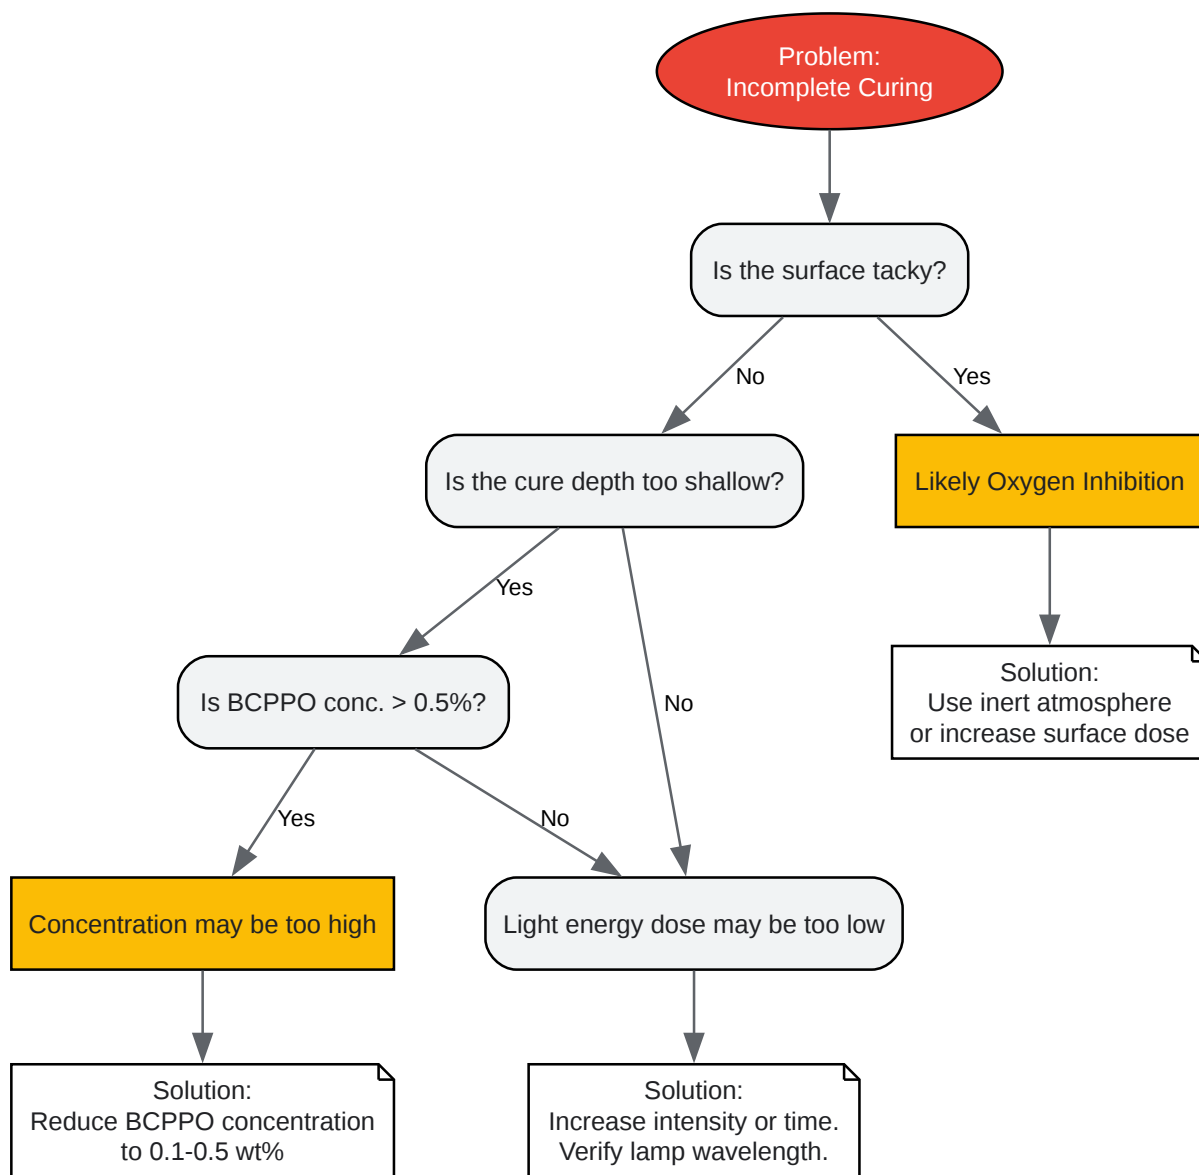 Problem:
Incomplete Curing
Is the surface tacky?
No
Yes
Is the cure depth too shallow?
Likely Oxygen Inhibition
Yes
No
Solution:
Use inert atmosphere
or increase surface dose
Is BCPPO conc. > 0.5%?
Yes
No
Concentration may be too high
Light energy dose may be too low
Solution:
Reduce BCPPO concentration
to 0.1-0.5 wt%
Solution:
Increase intensity or time.
Verify lamp wavelength.